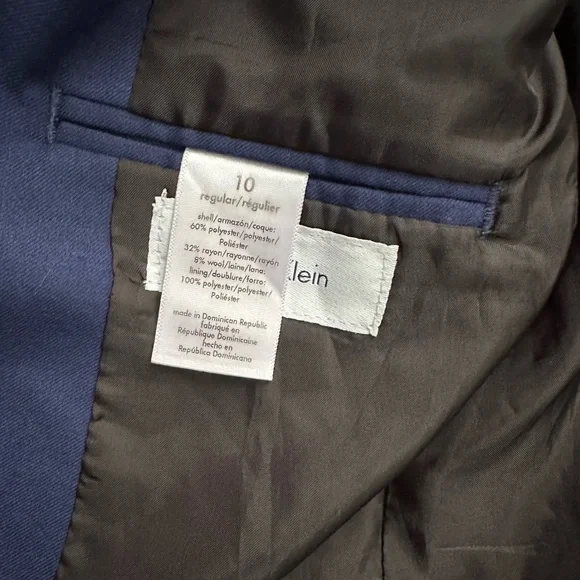 10
regular/régulier
shell/armazón/coque:
60% polyester/polyester/
Poliéster
32% rayon/rayonne/rayón
8% wool/laine/lana:
lining/doublure/forro:
100% polyester/polyester/
Poliéster
made in Dominican Republic
fabriqué en
République Dominicaine
hecho en
República Dominicana
Klein